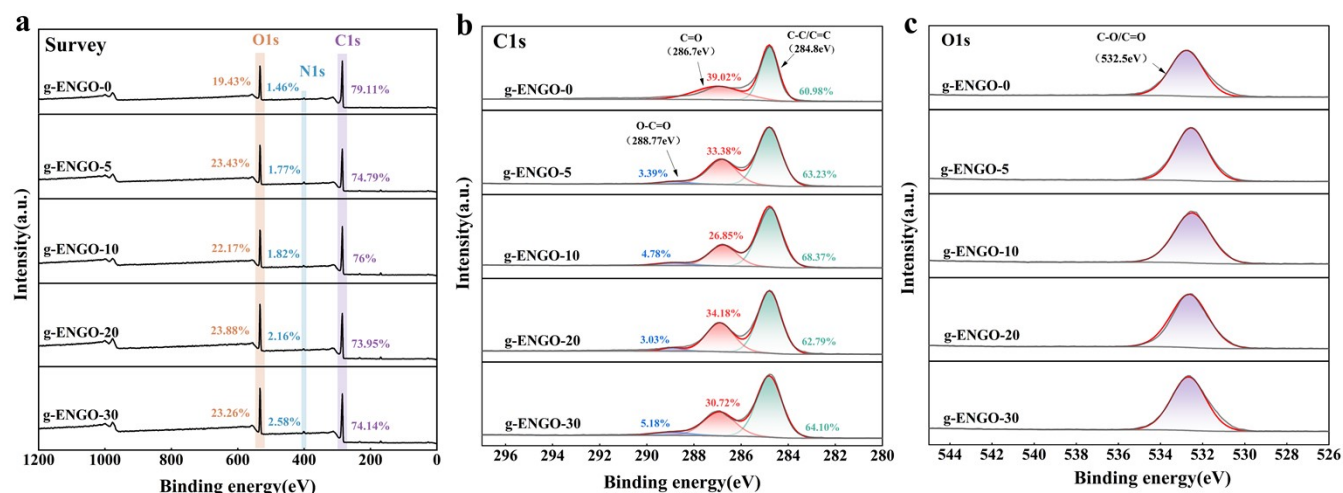 a
Survey
O1s
N1s
C1s
g-ENGO-0
19.43%
1.46%
79.11%
g-ENGO-5
23.43%
1.77%
74.79%
g-ENGO-10
22.17%
1.82%
76%
g-ENGO-20
23.88%
2.16%
73.95%
g-ENGO-30
23.26%
2.58%
74.14%
1200 1000 800 600 400 200 0
Binding energy(eV)
Intensity(a.u.)
b
C1s
C=O
(286.7eV)
C-C/C=C
(284.8eV)
g-ENGO-0
39.02%
60.98%
O-C=O
(288.77eV)
g-ENGO-5
3.39%
33.38%
63.23%
g-ENGO-10
4.78%
26.85%
68.37%
g-ENGO-20
3.03%
34.18%
62.79%
g-ENGO-30
5.18%
30.72%
64.10%
296 294 292 290 288 286 284 282 280
Binding energy(eV)
Intensity(a.u.)
c
O1s
C-O/C=O
(532.5eV)
g-ENGO-0
g-ENGO-5
g-ENGO-10
g-ENGO-20
g-ENGO-30
544 542 540 538 536 534 532 530 528 526
Binding energy(eV)
Intensity(a.u.)